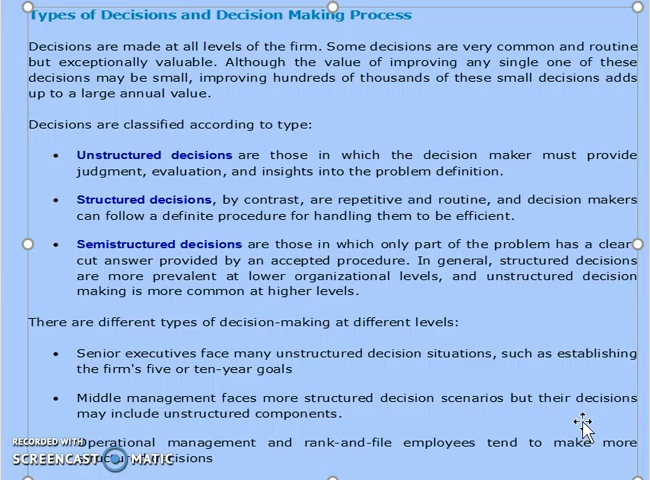 Types of Decisions and Decision Making Process
Decisions are made at all levels of the firm. Some decisions are very common and routine
but exceptionally valuable. Although the value of improving any single one of these
decisions may be small, improving hundreds of thousands of these small decisions adds
up to a large annual value.
Decisions are classified according to type:
• Unstructured decisions are those in which the decision maker must provide
judgment, evaluation, and insights into the problem definition.
• Structured decisions, by contrast, are repetitive and routine, and decision makers
can follow a definite procedure for handling them to be efficient.
• Semistructured decisions are those in which only part of the problem has a clear-
cut answer provided by an accepted procedure. In general, structured decisions
are more prevalent at lower organizational levels, and unstructured decision
making is more common at higher levels.
There are different types of decision-making at different levels:
• Senior executives face many unstructured decision situations, such as establishing
the firm's five or ten-year goals
• Middle management faces more structured decision scenarios but their decisions
may include unstructured components.
• Operational management and rank-and-file employees tend to make more
structured decisions
RECORDED WITH
SCREENCAST MATIC